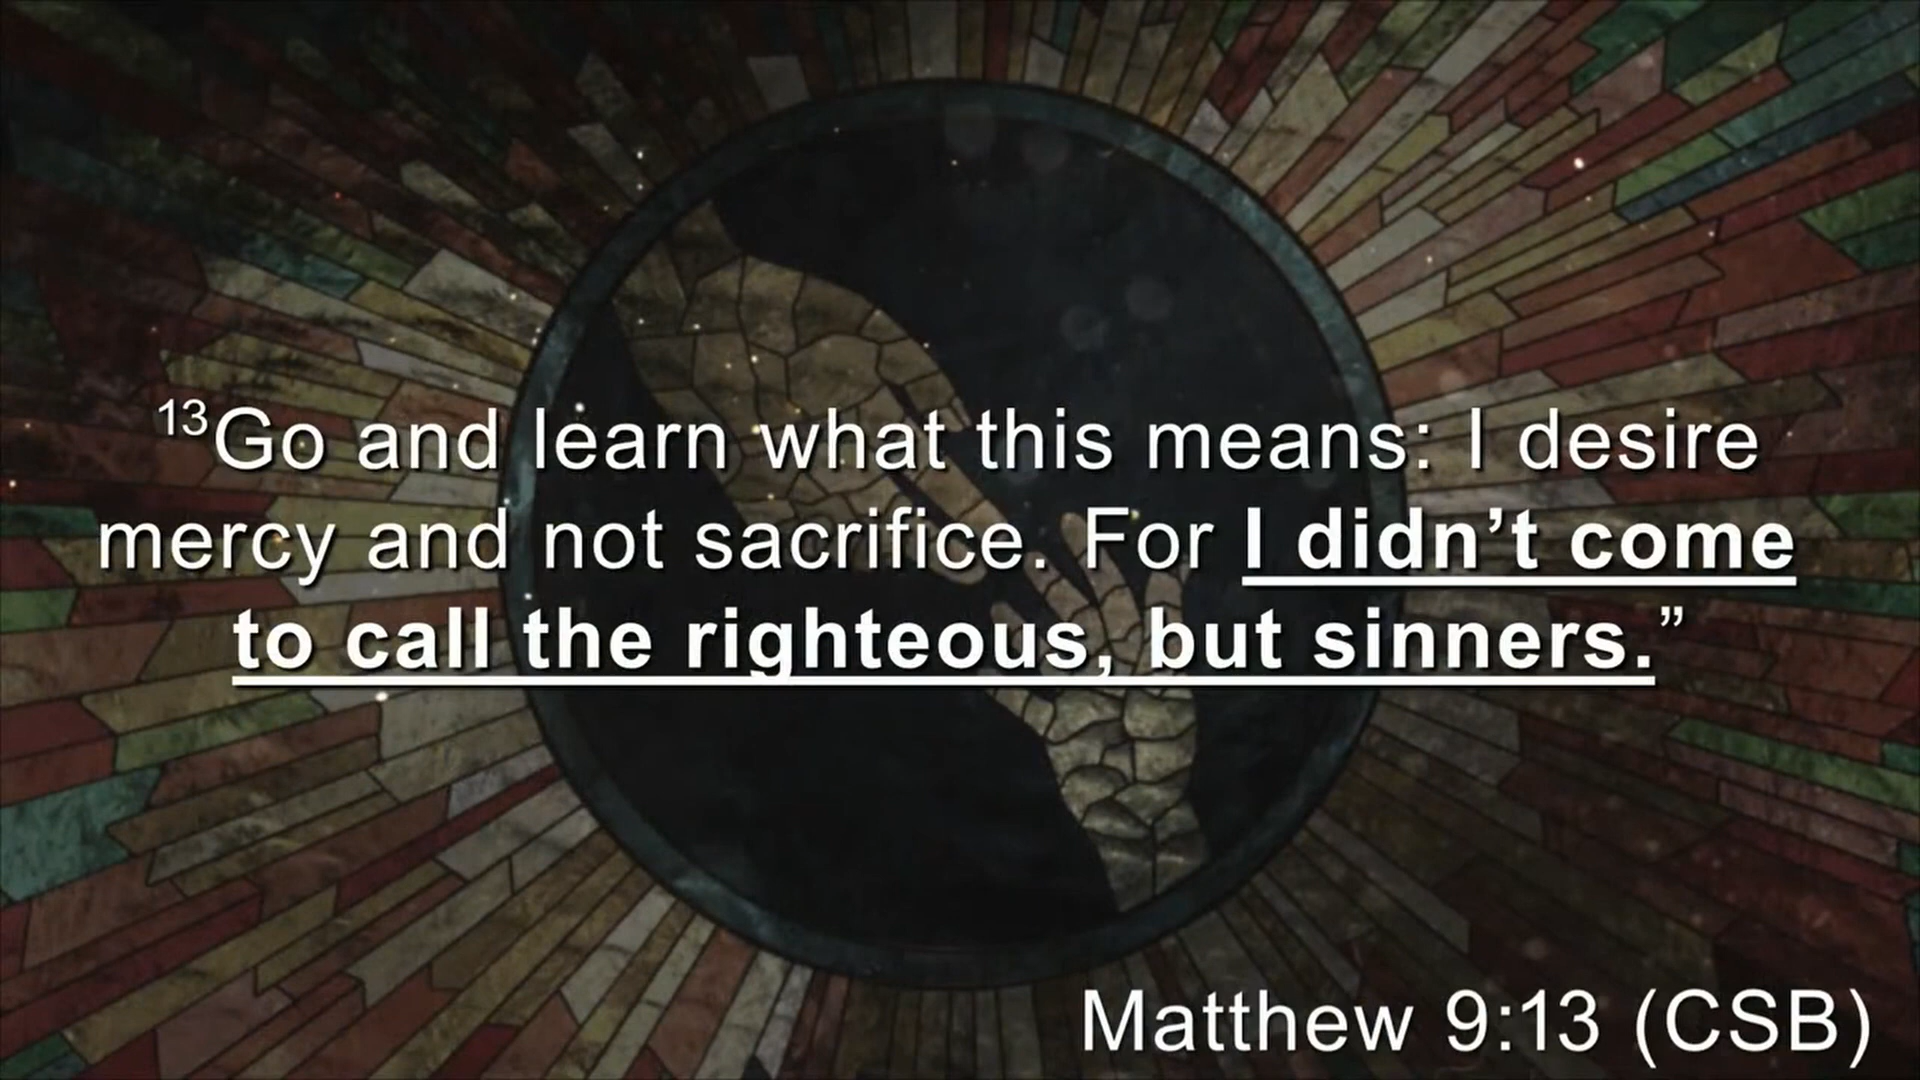 ¹³Go and learn what this means: I desire
mercy and not sacrifice. For I didn’t come
to call the righteous, but sinners.”
Matthew 9:13 (CSB)